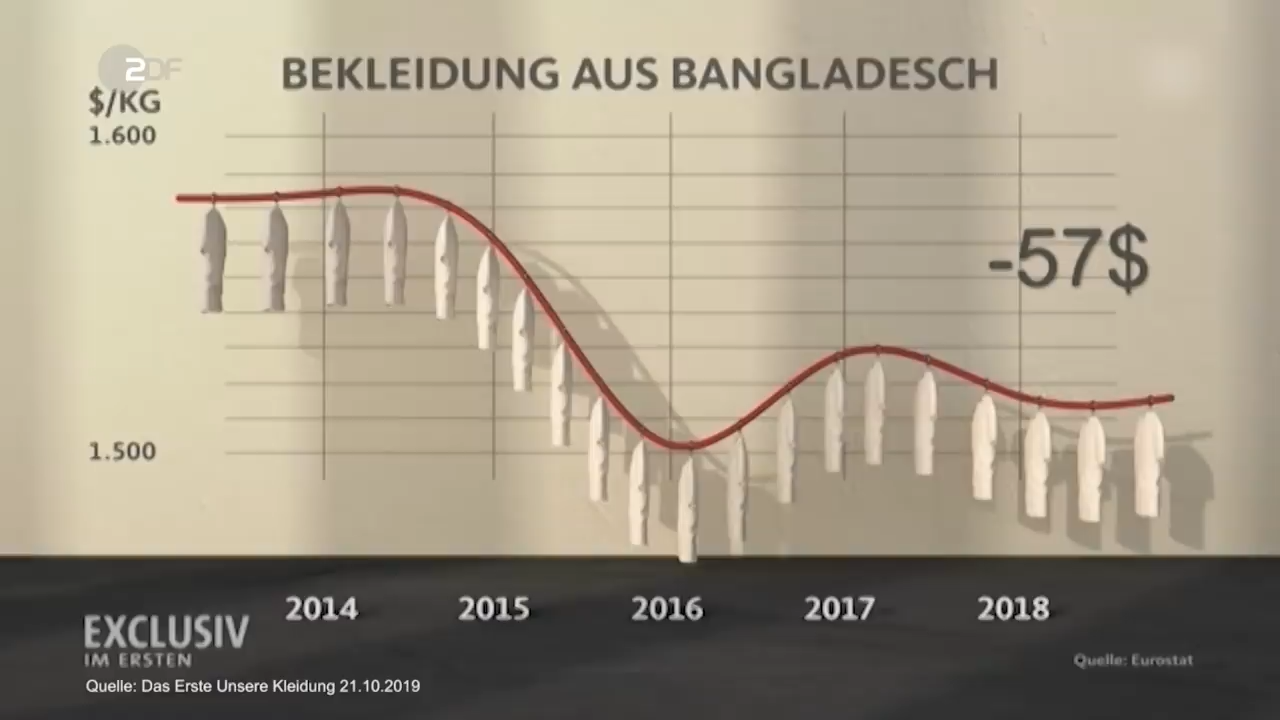 2DF
BEKLEIDUNG AUS BANGLADESCH
$/KG
1.600
-57$
1.500
2014 2015 2016 2017 2018
EXCLUSIV
IM ERSTEN
Quelle: Eurostat
Quelle: Das Erste Unsere Kleidung 21.10.2019